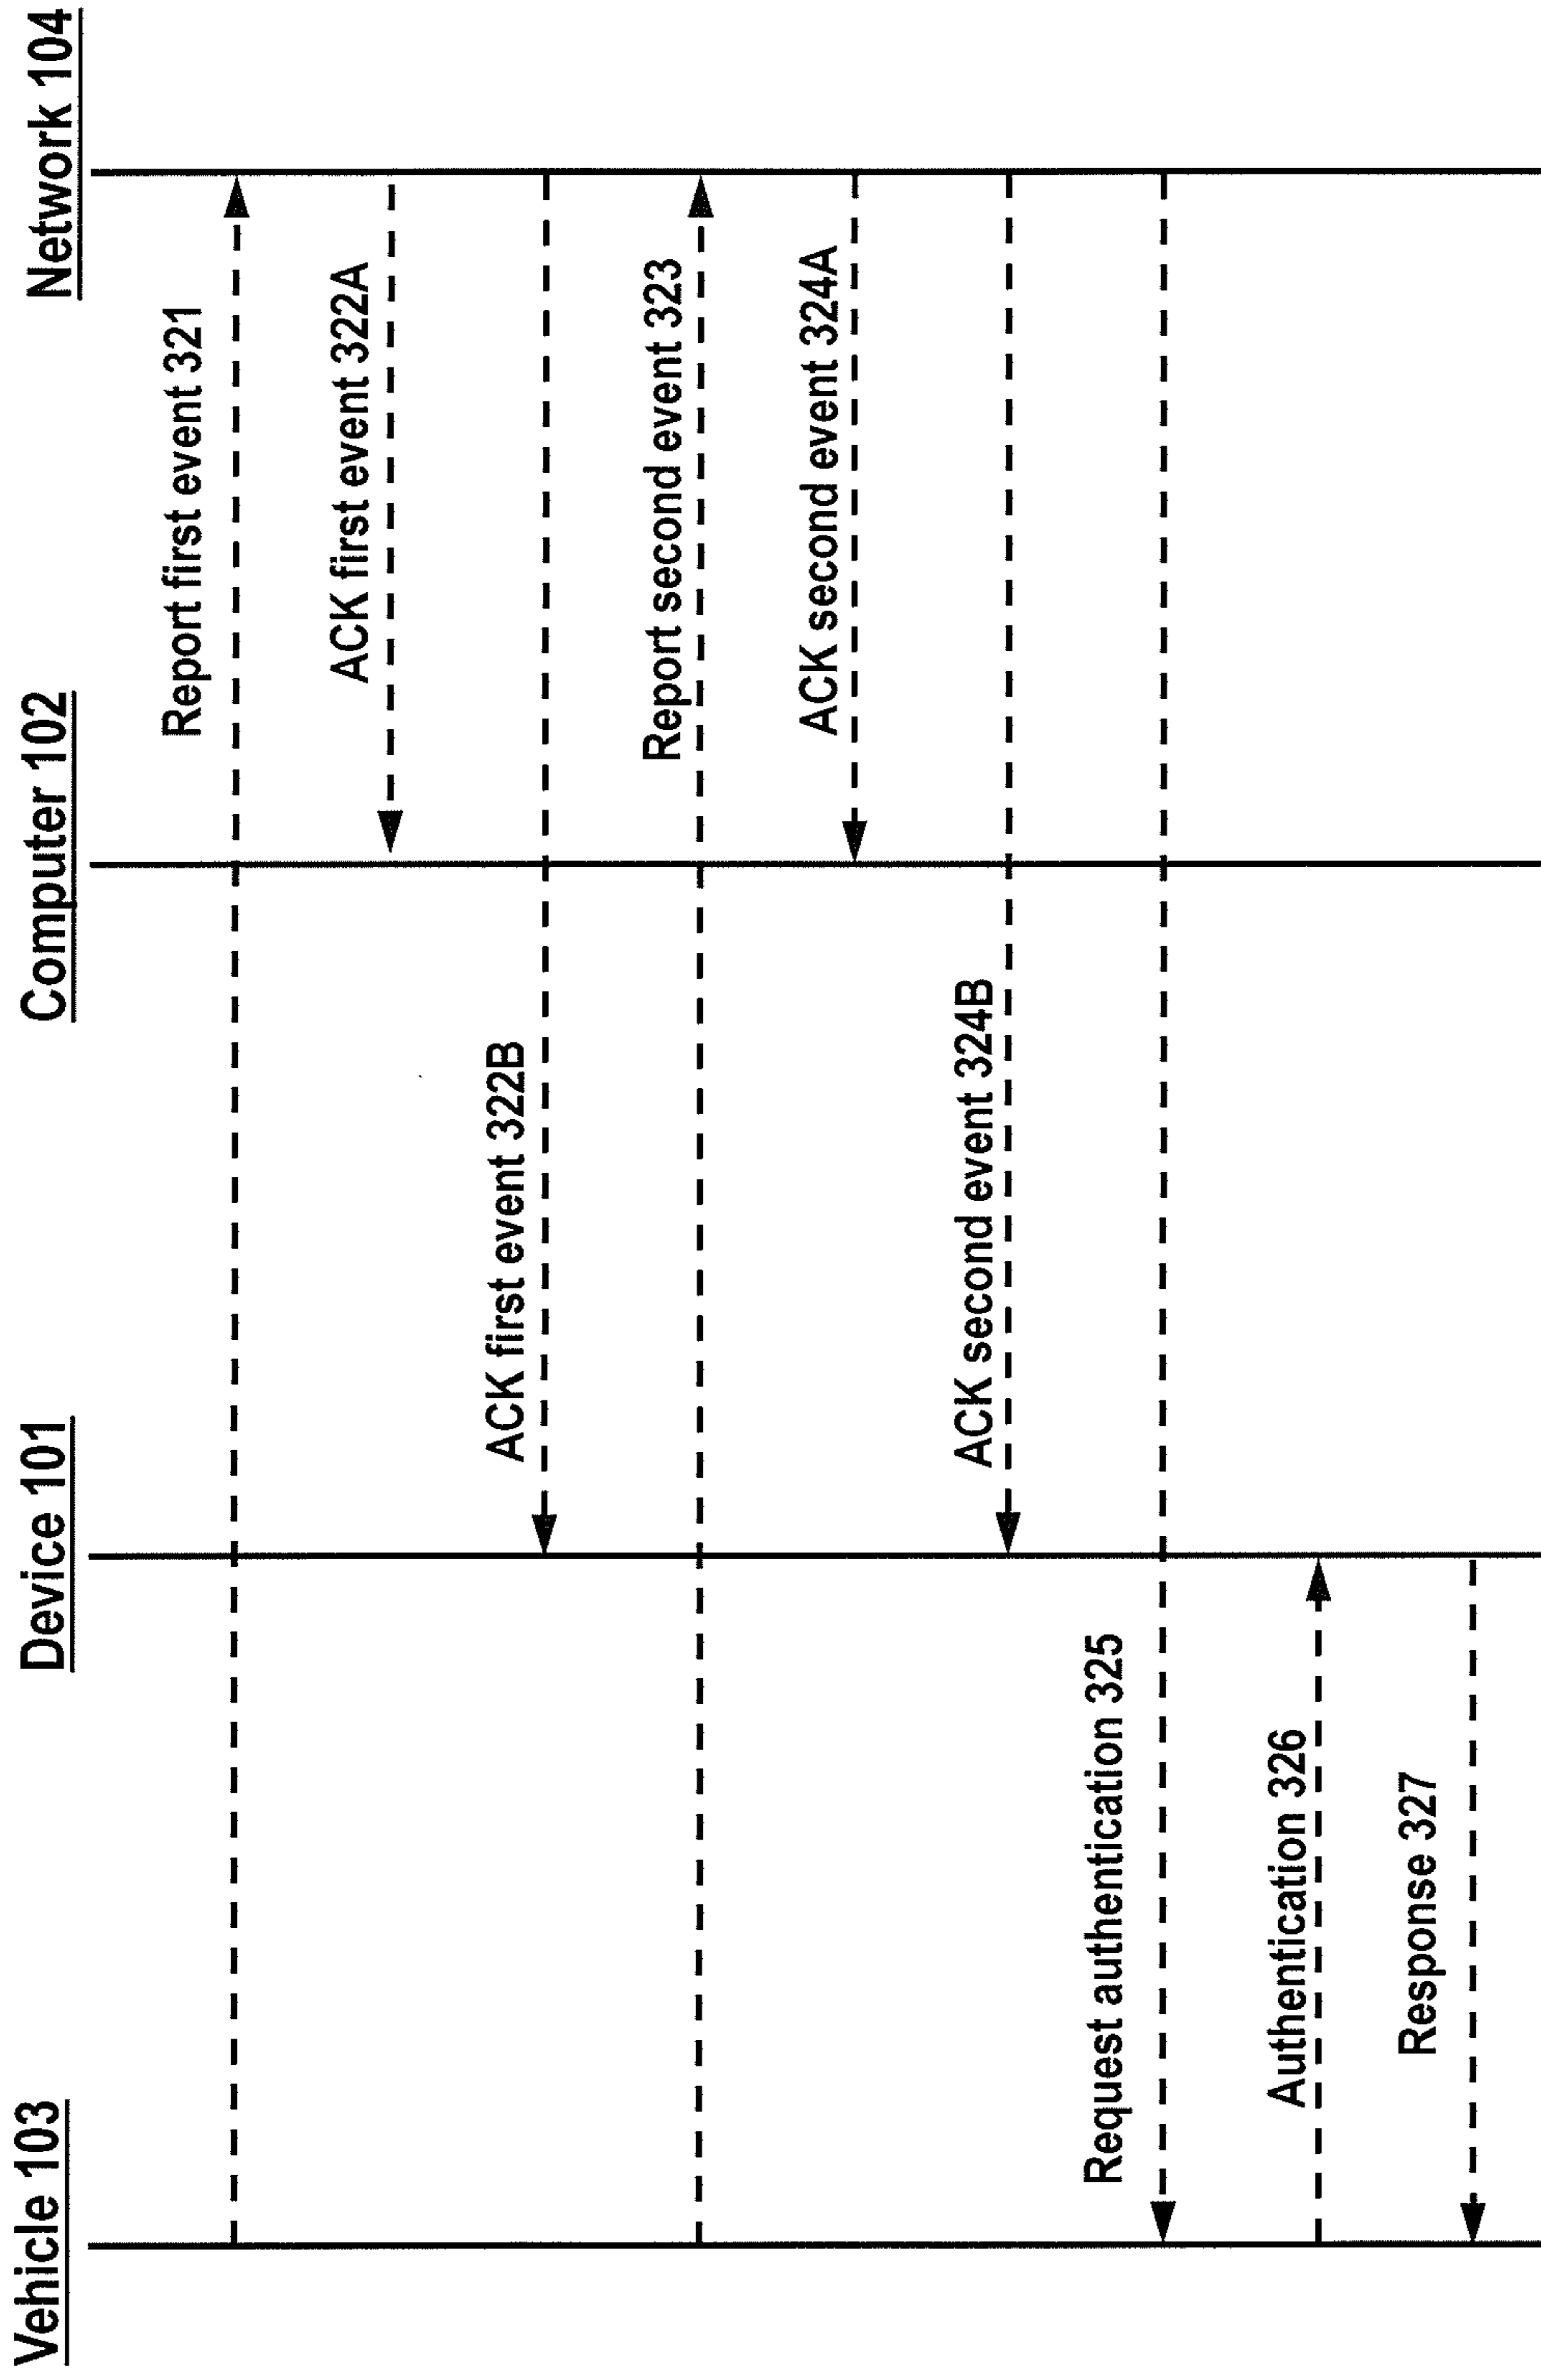 Vehicle 103
Device 101
Computer 102
Network 104
Report first event 321
ACK first event 322A
ACK first event 322B
Report second event 323
ACK second event 324A
ACK second event 324B
Request authentication 325
Authentication 326
Response 327